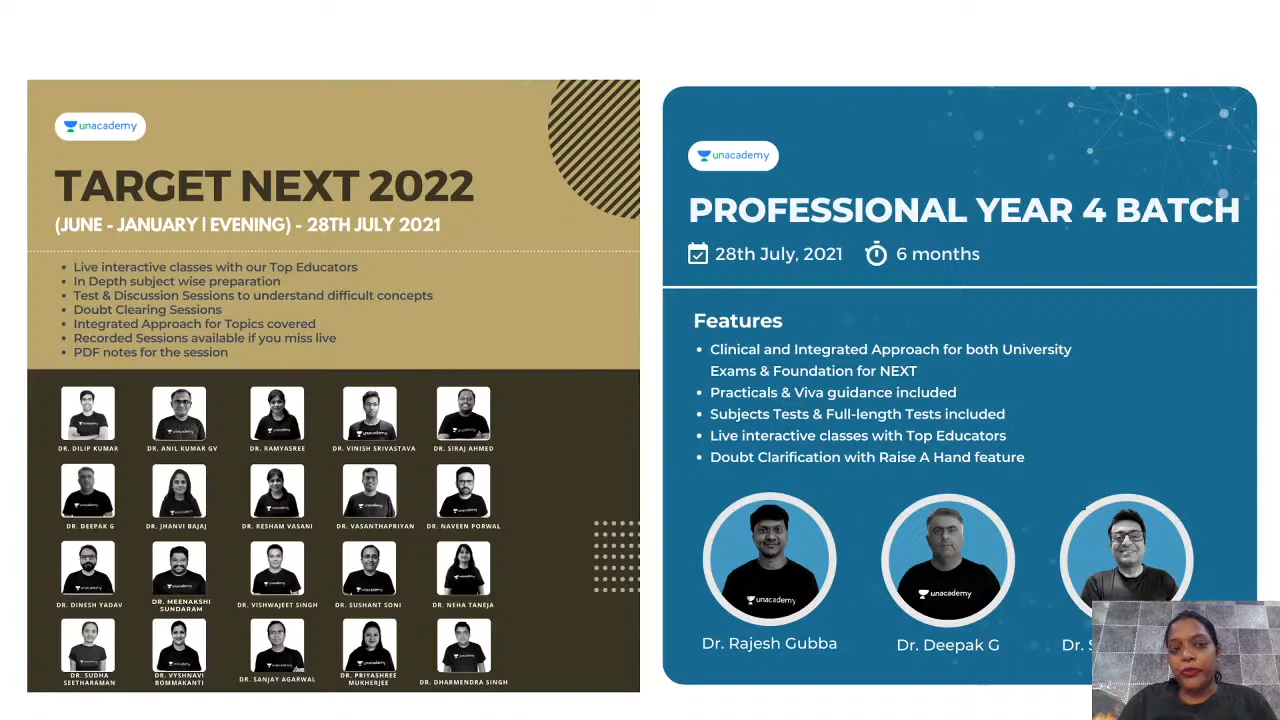 unacademy
TARGET NEXT 2022
(JUNE - JANUARY | EVENING) - 28TH JULY 2021
• Live interactive classes with our Top Educators
• In Depth subject wise preparation
• Test & Discussion Sessions to understand difficult concepts
• Doubt Clearing Sessions
• Integrated Approach for Topics covered
• Recorded Sessions available if you miss live
• PDF notes for the session
DR. DILIP KUMAR
DR. ANIL KUMAR GV
DR. RAMYASREE
DR. VINISH SRIVASTAVA
DR. SIRAJ AHMED
DR. DEEPAK G
DR. JHANVI BAJAJ
DR. RESHAM VASANI
DR. VASANTHAPRIYAN
DR. NAVEEN PORWAL
DR. DINESH YADAV
DR. MEENAKSHI
SUNDARAM
DR. VISHWAJEET SINGH
DR. SUSHANT SONI
DR. NEHA TANEJA
DR. SUDHA
SEETHARAMAN
DR. VYSHNAVI
BOMMAKANTI
DR. SANJAY AGARWAL
DR. PRIYASHREE
MUKHERJEE
DR. DHARMENDRA SINGH
unacademy
PROFESSIONAL YEAR 4 BATCH
28th July, 2021 6 months
Features
• Clinical and Integrated Approach for both University
Exams & Foundation for NEXT
• Practicals & Viva guidance included
• Subjects Tests & Full-length Tests included
• Live interactive classes with Top Educators
• Doubt Clarification with Raise A Hand feature
unacademy
unacademy
Dr. Rajesh Gubba
Dr. Deepak G
Dr.